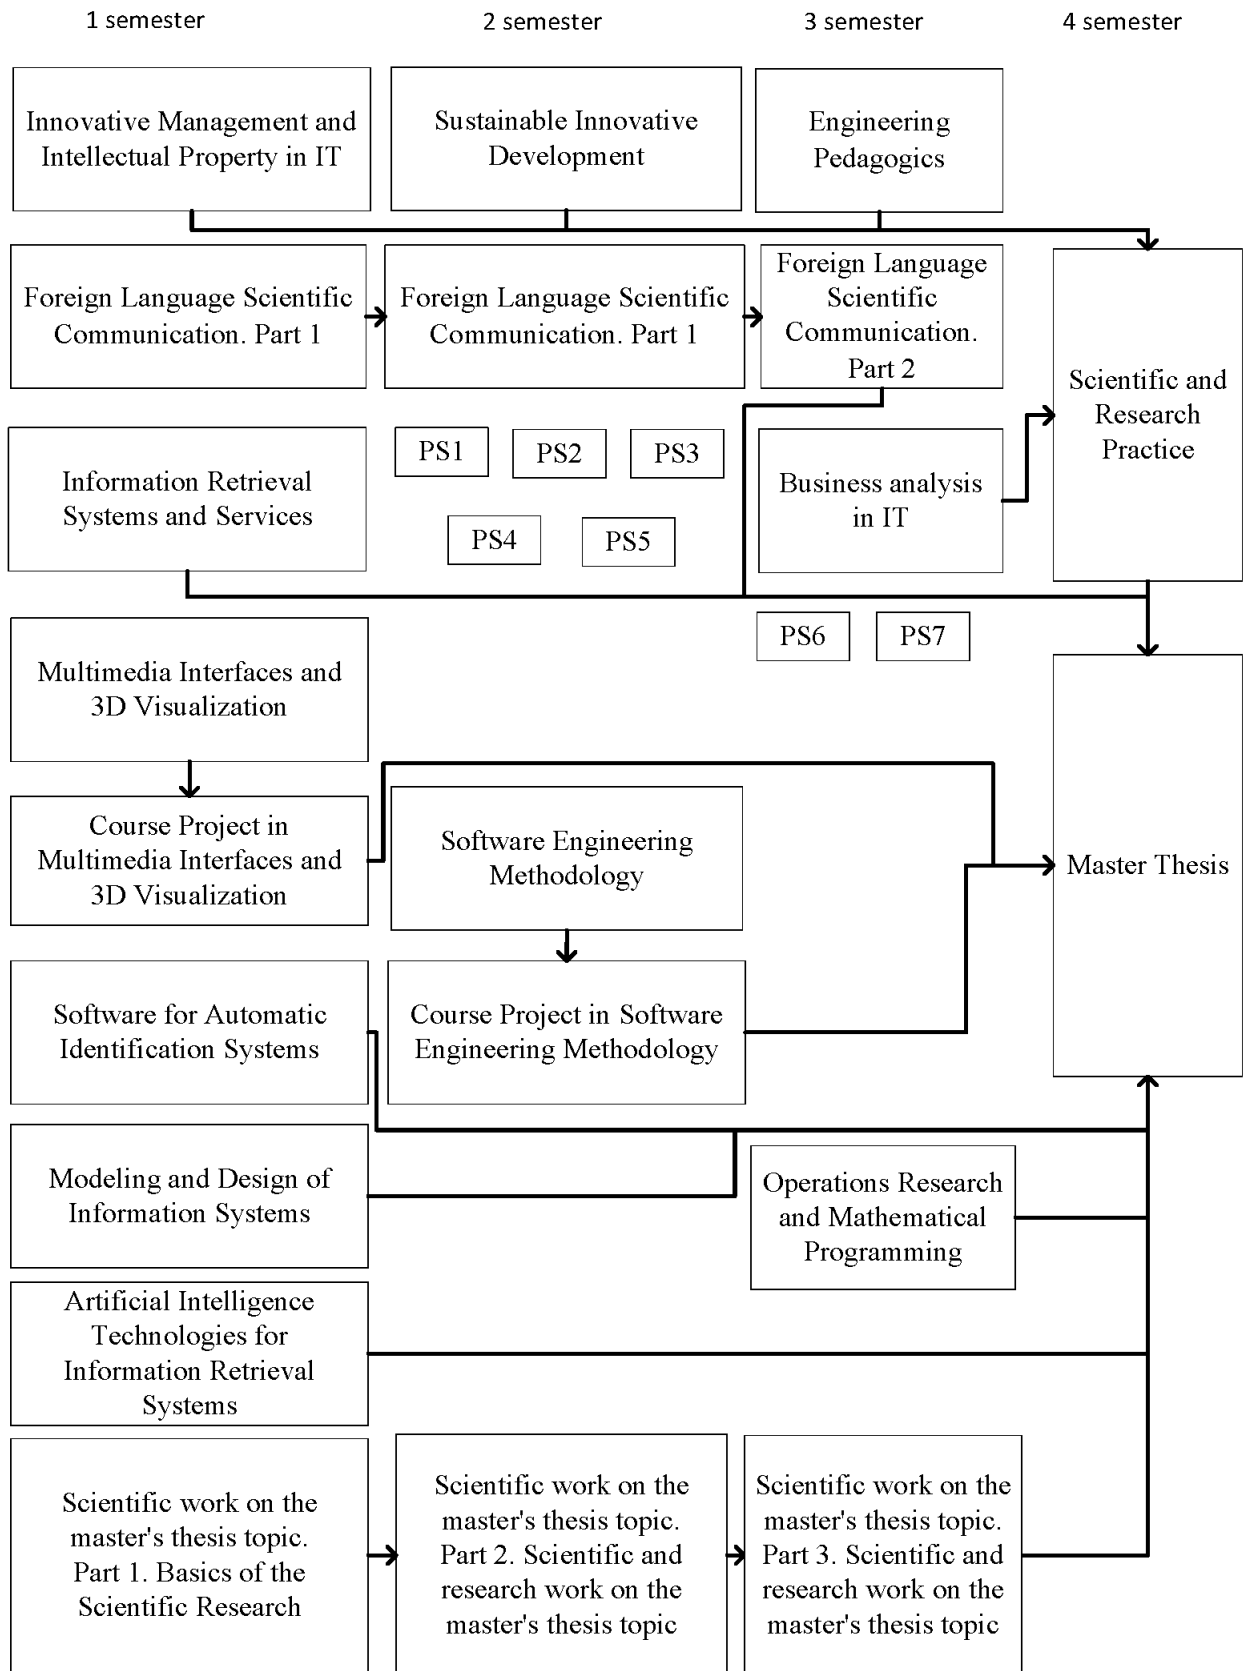 1 semester
2 semester
3 semester
4 semester
Innovative Management and
Intellectual Property in IT
Sustainable Innovative
Development
Engineering
Pedagogics
Foreign Language Scientific
Communication. Part 1
Foreign Language Scientific
Communication. Part 1
Foreign Language
Scientific
Communication.
Part 2
Scientific and
Research
Practice
Information Retrieval
Systems and Services
PS1
PS2
PS3
PS4
PS5
Business analysis
in IT
PS6
PS7
Multimedia Interfaces and
3D Visualization
Course Project in
Multimedia Interfaces and
3D Visualization
Software Engineering
Methodology
Master Thesis
Software for Automatic
Identification Systems
Course Project in Software
Engineering Methodology
Modeling and Design of
Information Systems
Operations Research
and Mathematical
Programming
Artificial Intelligence
Technologies for
Information Retrieval
Systems
Scientific work on the
master's thesis topic.
Part 1. Basics of the
Scientific Research
Scientific work on the
master's thesis topic.
Part 2. Scientific and
research work on the
master's thesis topic
Scientific work on the
master's thesis topic.
Part 3. Scientific and
research work on the
master's thesis topic